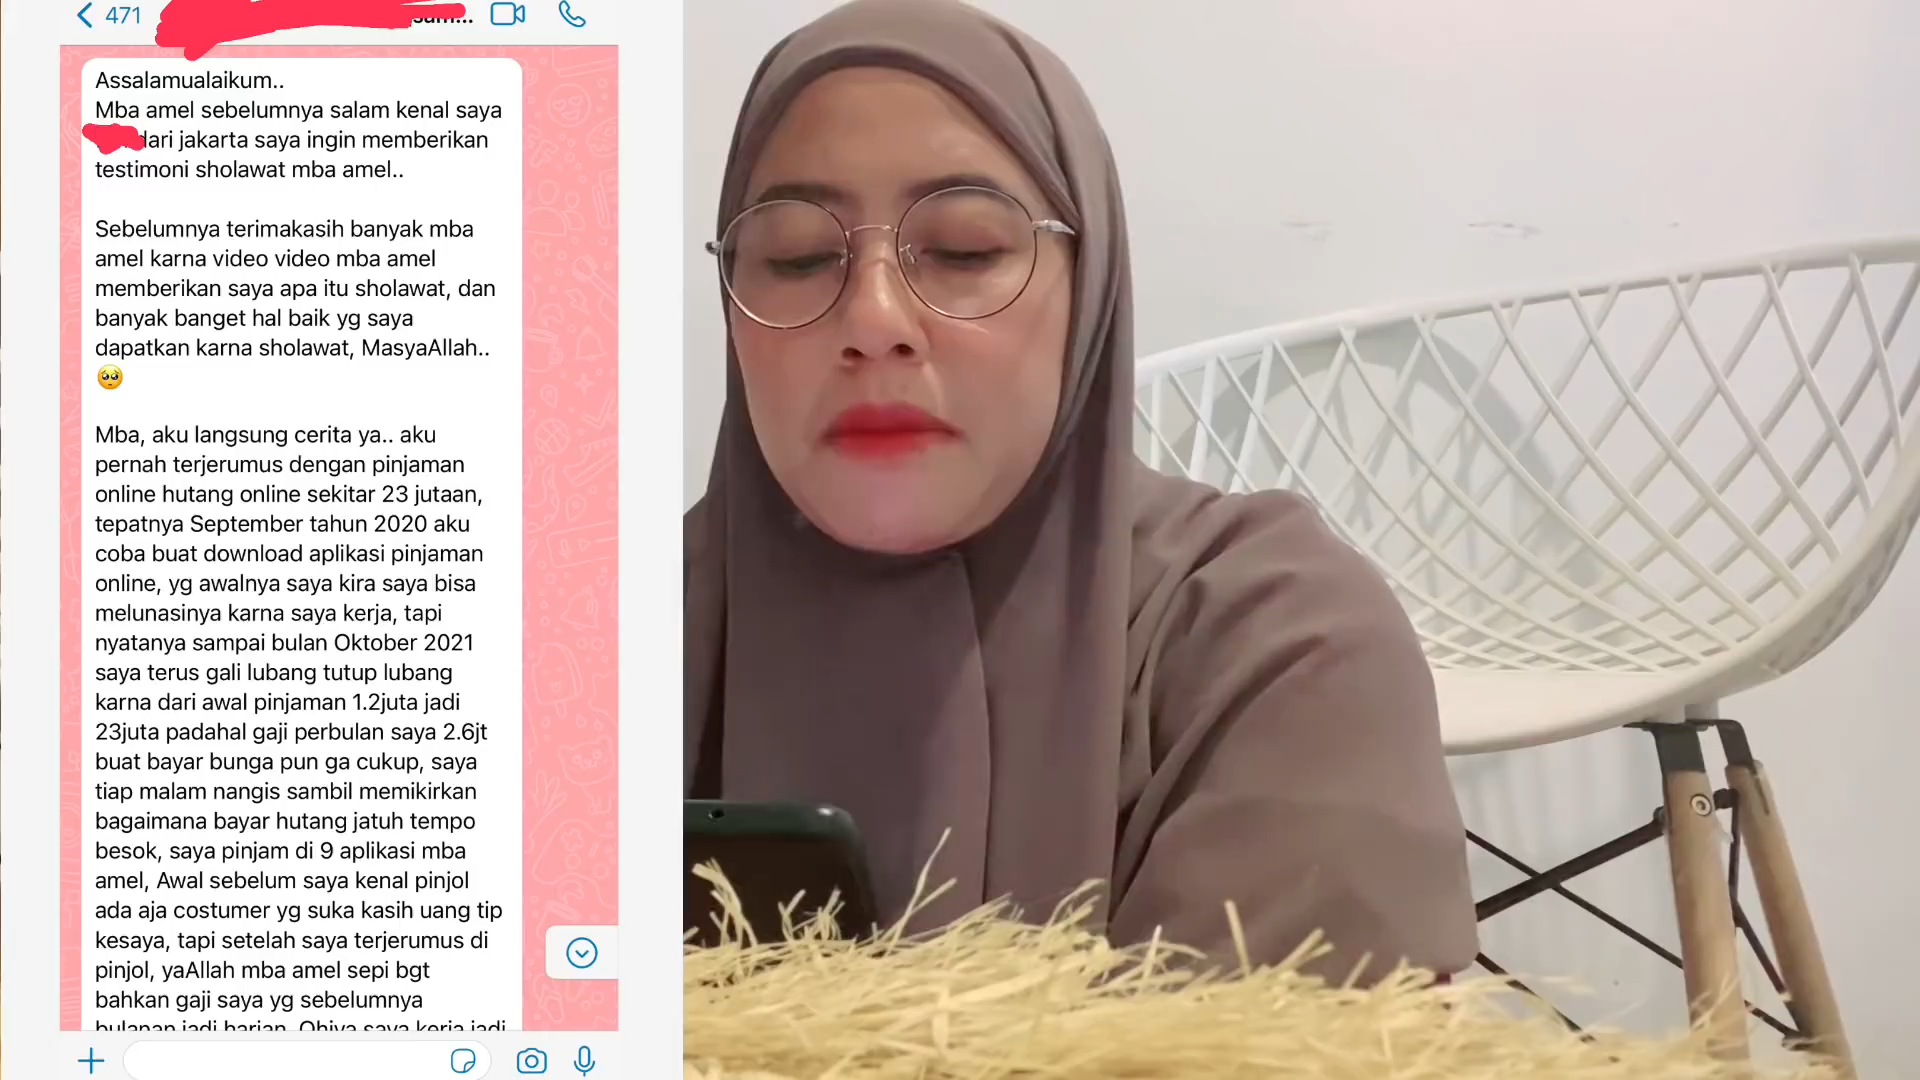 471
Assalamualaikum..
Mba amel sebelumnya salam kenal saya
dari jakarta saya ingin memberikan
testimoni sholawat mba amel..
Sebelumnya terimakasih banyak mba
amel karna video video mba amel
memberikan saya apa itu sholawat, dan
banyak banget hal baik yg saya
dapatkan karna sholawat, MasyaAllah..
🥺
Mba, aku langsung cerita ya.. aku
pernah terjerumus dengan pinjaman
online hutang online sekitar 23 jutaan,
tepatnya September tahun 2020 aku
coba buat download aplikasi pinjaman
online, yg awalnya saya kira saya bisa
melunasinya karna saya kerja, tapi
nyatanya sampai bulan Oktober 2021
saya terus gali lubang tutup lubang
karna dari awal pinjaman 1.2juta jadi
23juta padahal gaji perbulan saya 2.6jt
buat bayar bunga pun ga cukup, saya
tiap malam nangis sambil memikirkan
bagaimana bayar hutang jatuh tempo
besok, saya pinjam di 9 aplikasi mba
amel, Awal sebelum saya kenal pinjol
ada aja costumer yg suka kasih uang tip
kesaya, tapi setelah saya terjerumus di
pinjol, yaAllah mba amel sepi bgt
bahkan gaji saya yg sebelumnya
bulanan jadi harian. Ohiya saya kerja jadi